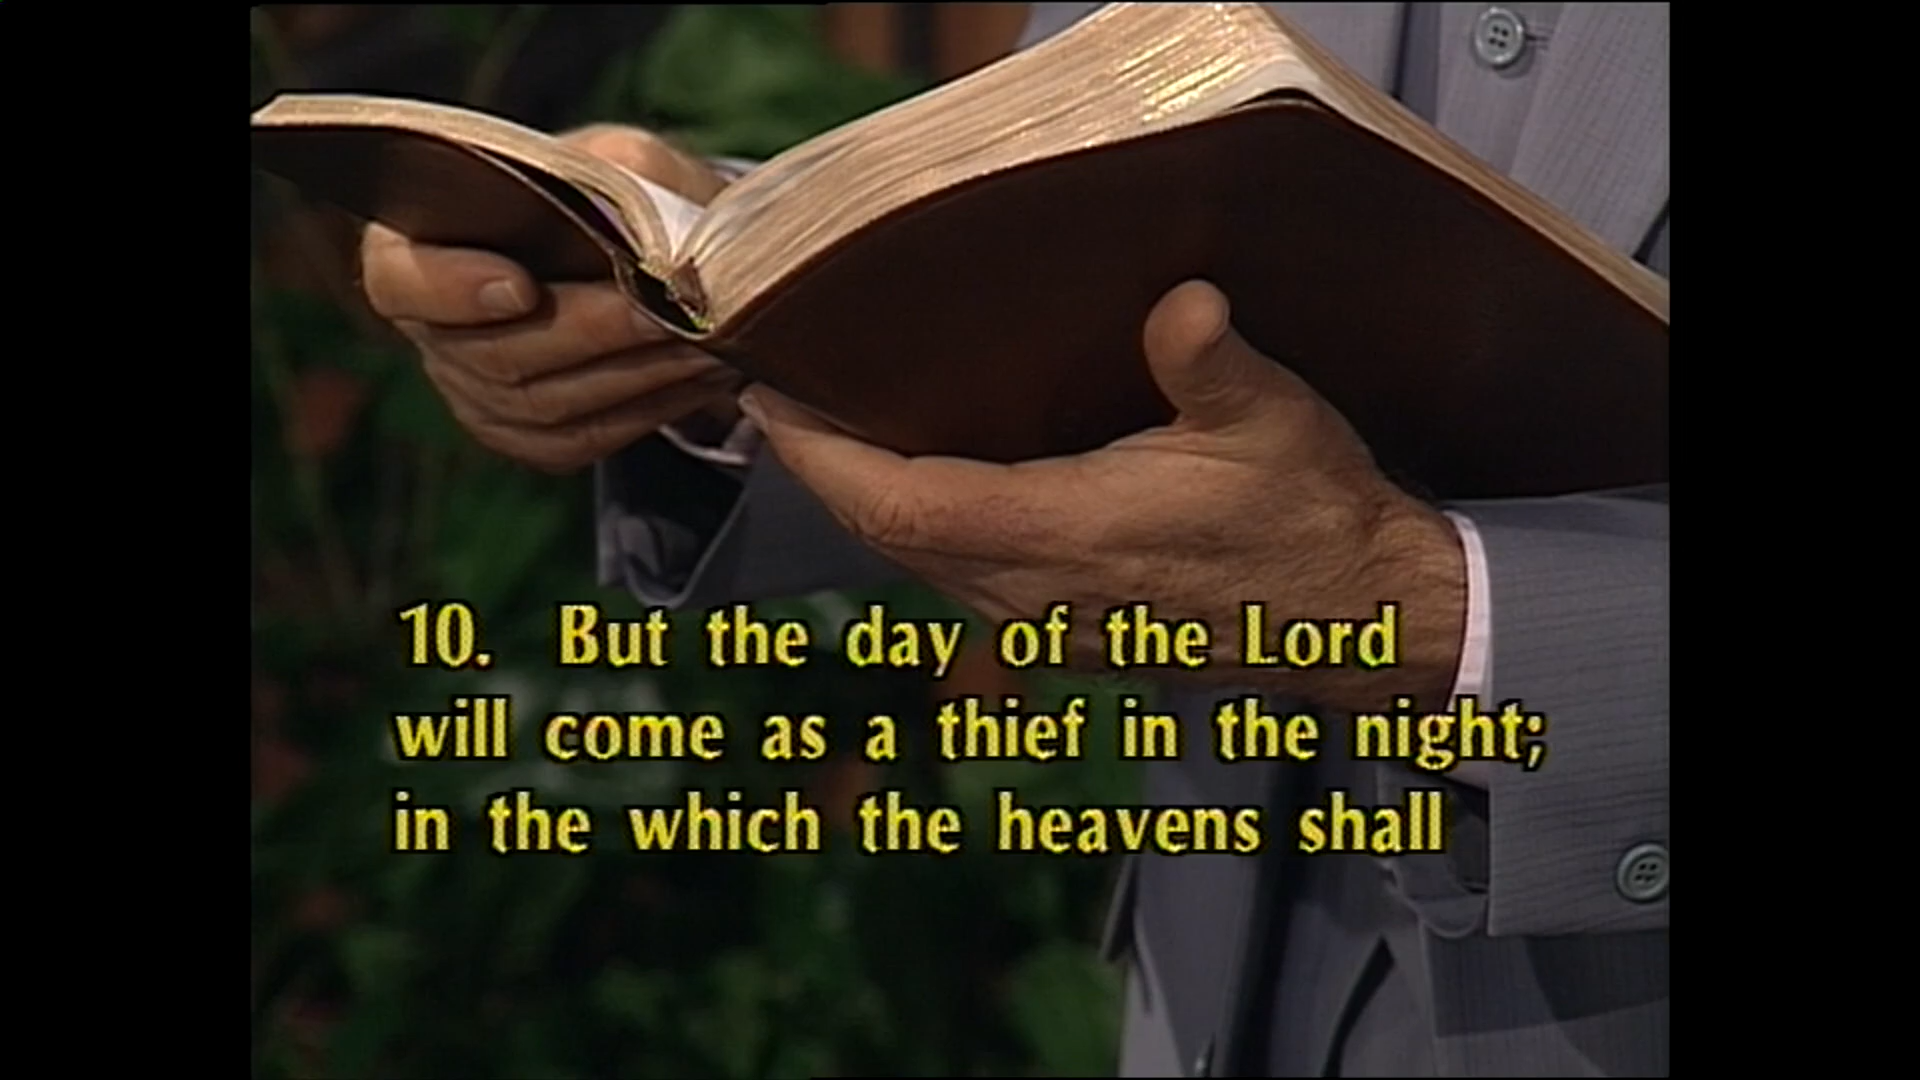 10. But the day of the Lord
will come as a thief in the night;
in the which the heavens shall